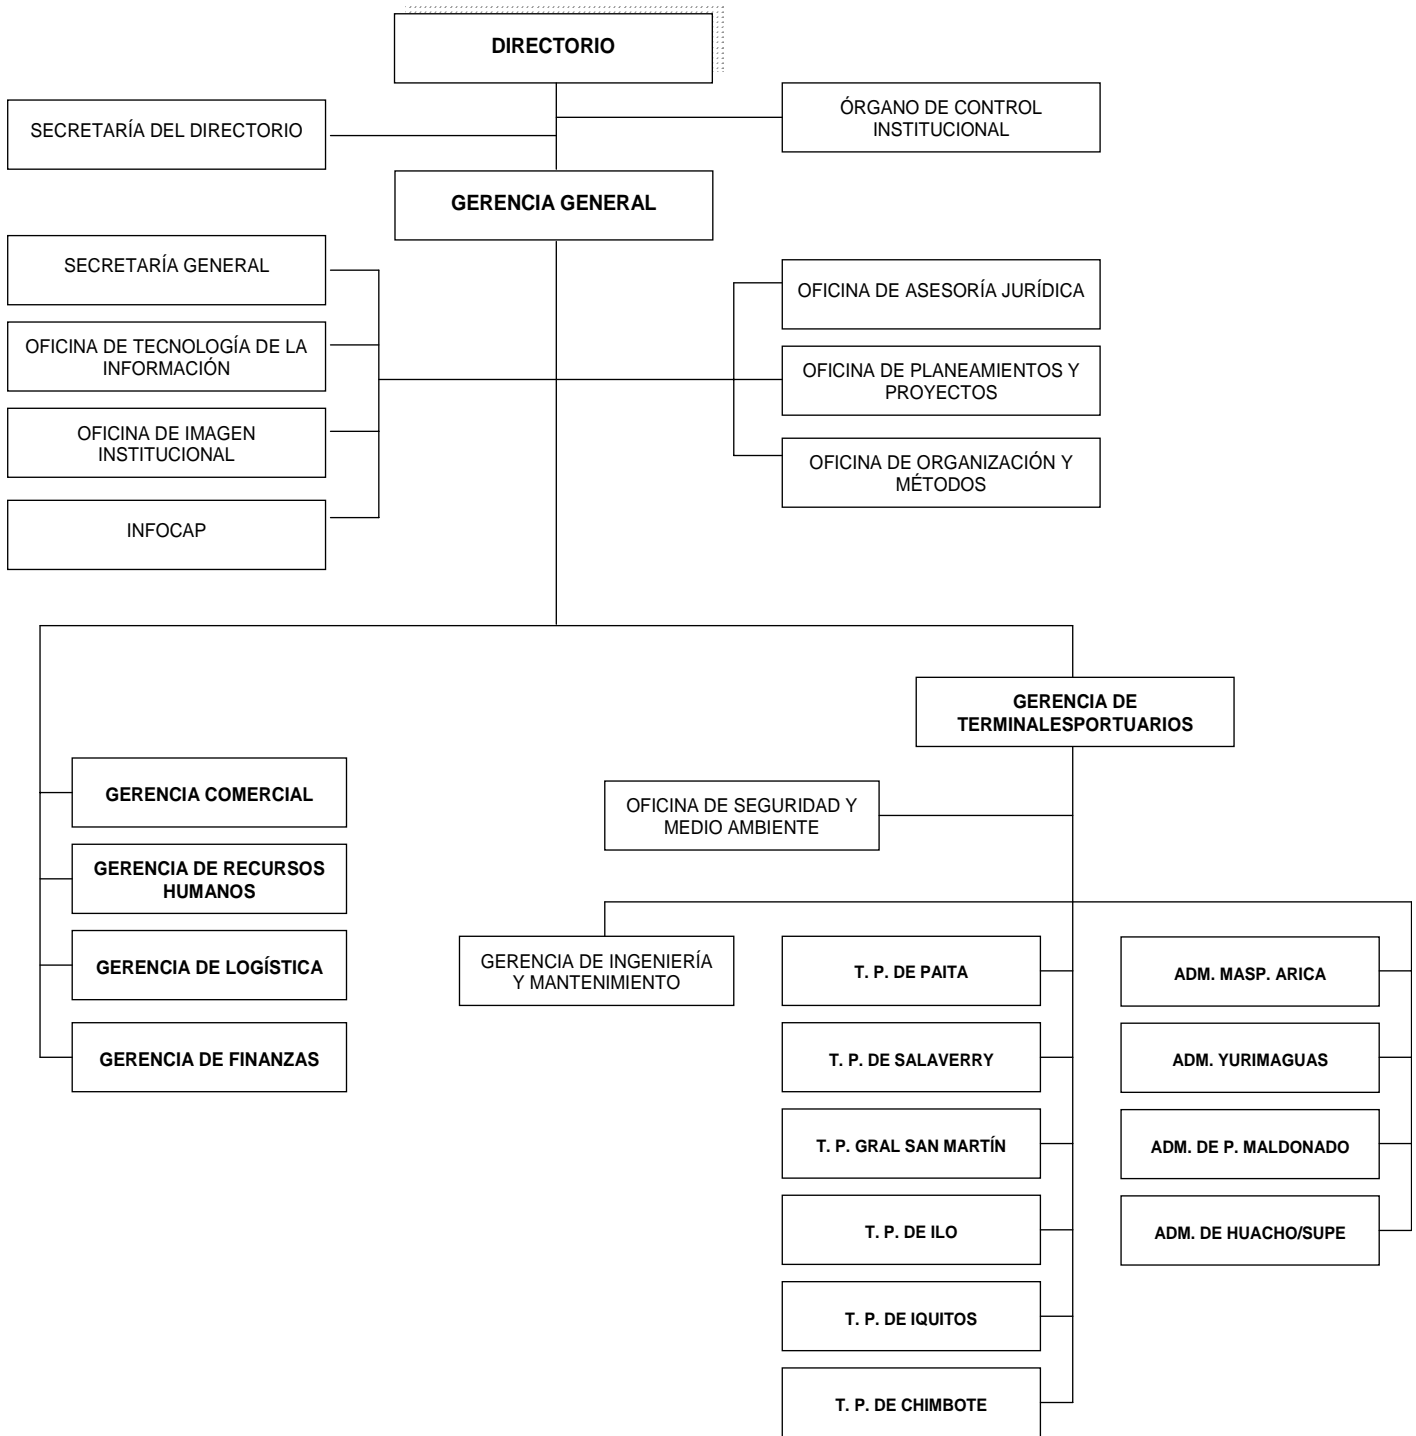 DIRECTORIO
ÓRGANO DE CONTROL
INSTITUCIONAL
SECRETARÍA DEL DIRECTORIO
GERENCIA GENERAL
SECRETARÍA GENERAL
OFICINA DE TECNOLOGÍA DE LA
INFORMACIÓN
OFICINA DE IMAGEN
INSTITUCIONAL
INFOCAP
OFICINA DE ASESORÍA JURÍDICA
OFICINA DE PLANEAMIENTOS Y
PROYECTOS
OFICINA DE ORGANIZACIÓN Y
MÉTODOS
GERENCIA DE
TERMINALESPORTUARIOS
GERENCIA COMERCIAL
GERENCIA DE RECURSOS
HUMANOS
GERENCIA DE LOGÍSTICA
GERENCIA DE FINANZAS
OFICINA DE SEGURIDAD Y
MEDIO AMBIENTE
GERENCIA DE INGENIERÍA
Y MANTENIMIENTO
T. P. DE PAITA
T. P. DE SALAVERRY
T. P. GRAL SAN MARTÍN
T. P. DE ILO
T. P. DE IQUITOS
T. P. DE CHIMBOTE
ADM. MASP. ARICA
ADM. YURIMAGUAS
ADM. DE P. MALDONADO
ADM. DE HUACHO/SUPE